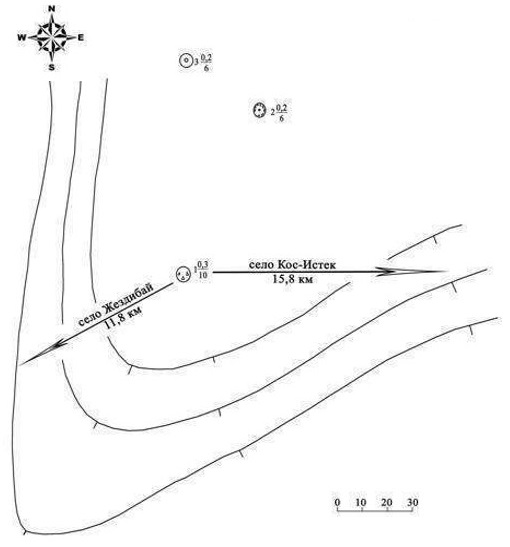 N
W E
S
3 0,2
6
2 0,2
6
1 0,3
10
село Кос-Истек
15,8 км
село Жездибай
11,8 км
0 10 20 30